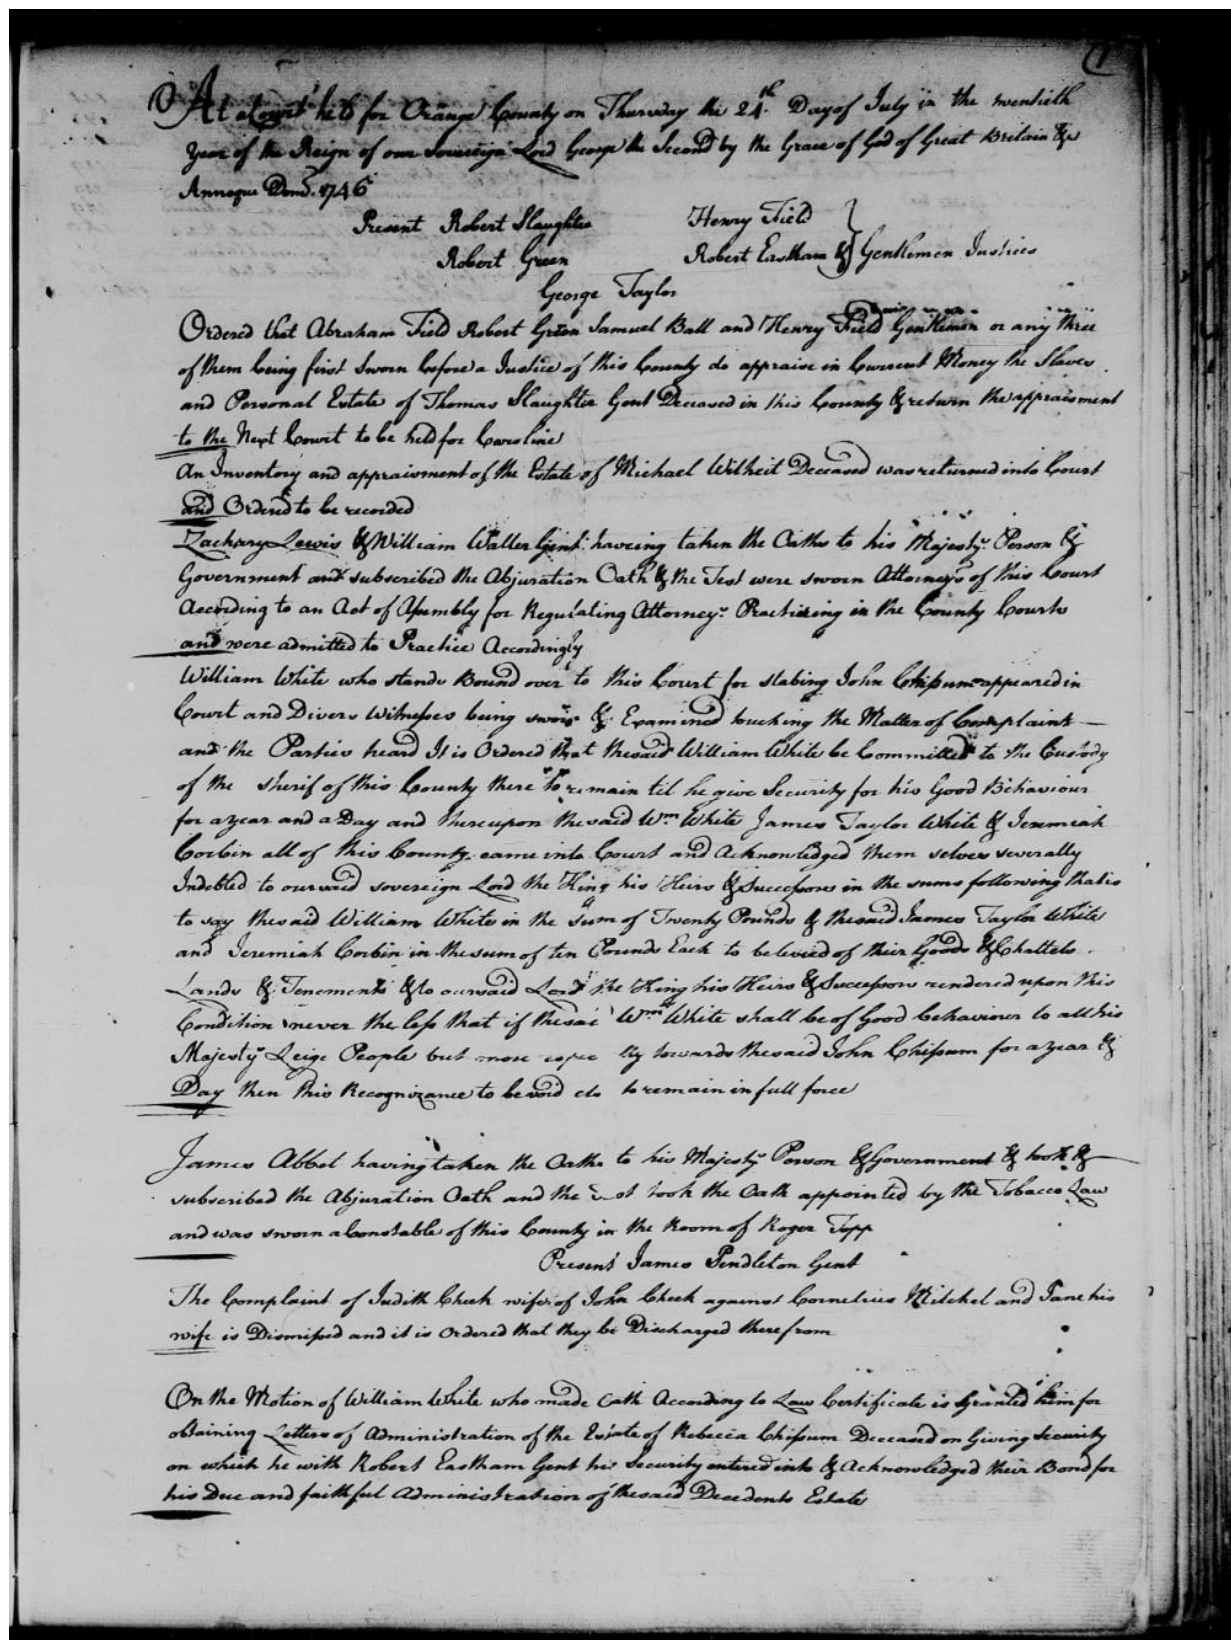 1
At a Court held for Orange County on Thursday the 24th Day of July in the twentieth
Year of the Reign of our Sovereign Lord George the Second by the Grace of God of Great Britain &c
Annoque Domi. 1746
Present Robert Slaughter Henry Field
Robert Green Robert Eastham & Gentlemen Justices
George Taylor
Ordered that Abraham Field Robert Green Samuel Ball and Henry Field Gentlemen or any three
of them being first Sworn before a Justice of this County do appraise in Current Money the Slaves
and Personal Estate of Thomas Slaughter Gent Deceased in this County & return the appraisment
to the Next Court to be held for Caroline
An Inventory and appraisment of the Estate of Michael Wilheit Deceased was returned into Court
and Ordered to be recorded
Zachary Lewis & William Waller Gent. haveing taken the Oaths to his Majestys Person &
Government and subscribed the Abjuration Oath & the Test were sworn Attorneys of this Court
According to an Act of Assembly for Regulating Attorneys Practicing in the County Courts
and were admitted to Practice Accordingly
William White who stands Bound over to this Court for stabing John Chissum appeared in
Court and Divers Witnesses being sworn & Examined touching the Matter of Complaint
and the Parties heard It is Ordered that the said William White be Committed to the Custody
of the Sherif of this County there to remain til he give Security for his Good Behaviour
for a year and a Day and thereupon the said Wm White James Taylor White & Jeremiah
Corbin all of this County came into Court and Acknowledged them selves severally
Indebted to our said sovereign Lord the King his Heirs & Successors in the sums following that is
to say the said William White in the sum of Twenty Pounds & the said James Taylor White
and Jeremiah Corbin in the sum of ten Pounds Each to be levied of their Goods & Chattels
Lands & Tenements & to our said Lord the King his Heirs & Successors rendered upon this
Condition never the less that if the said Wm White shall be of Good behaviour to all his
Majestys Leige People but more towards the said John Chissum for a year &
Day then this Recognizance to be void to remain in full force
James Abbot having taken the Oaths to his Majestys Person & Government & took &
subscribed the Abjuration Oath and the took the Oath appointed by the Tobacco Law
and was sworn a Constable of this County in the Room of Roger Topp
Present James Pendleton Gent
The Complaint of Judith Cheek wife of John Cheek against Cornelius Mitchel and Jane his
wife is Dismissed and it is Ordered that they be Discharged therefrom
On the Motion of William White who made Oath According to Law Certificate is Granted him for
obtaining Letters of Administration of the Estate of Rebecca Chissum Deceased on Giving Security
on which he with Robert Eastham Gent his Security entered into & Acknowledged their Bond for
his Due and faithful Administration of the said Decedents Estate